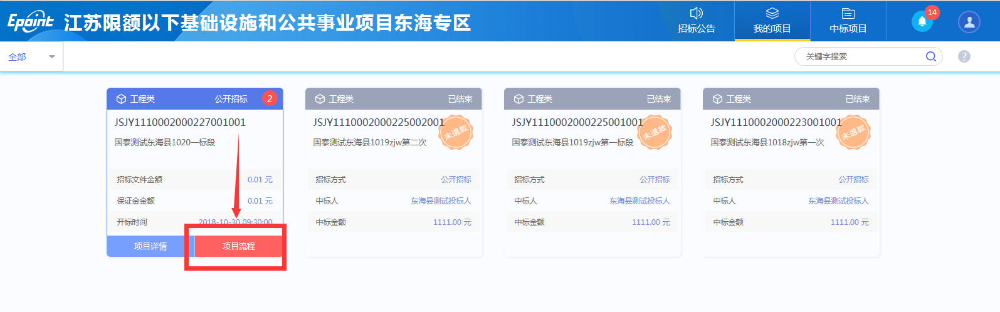 Epoint 江苏限额以下基础设施和公共事业项目东海专区
招标公告
我的项目
中标项目
14
全部
关键字搜索
?
工程类 公开招标 2
JSJY1110002000227001001
国泰测试东海县1020一标段
招标文件金额 0.01 元
保证金金额 0.01 元
开标时间 2018-10-30 09:30:00
项目详情 项目流程
工程类 已结束
JSJY1110002000225002001
未退款
国泰测试东海县1019zjw第二次
招标方式 公开招标
中标人 东海县测试投标人
中标金额 1111.00 元
工程类 已结束
JSJY1110002000225001001
未退款
国泰测试东海县1019zjw第一标段
招标方式 公开招标
中标人 东海县测试投标人
中标金额 1111.00 元
工程类 已结束
JSJY1110002000223001001
未退款
国泰测试东海县1018zjw第一次
招标方式 公开招标
中标人 东海县测试投标人
中标金额 1111.00 元